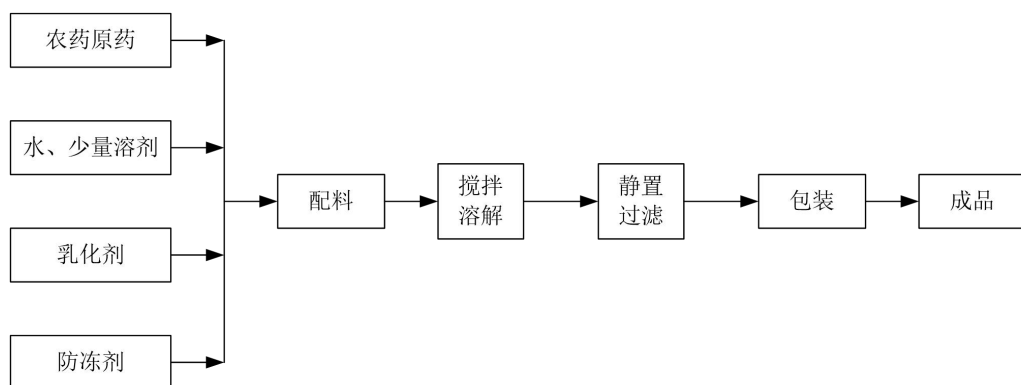 农药原药
水、少量溶剂
乳化剂
防冻剂
配料
搅拌
溶解
静置
过滤
包装
成品